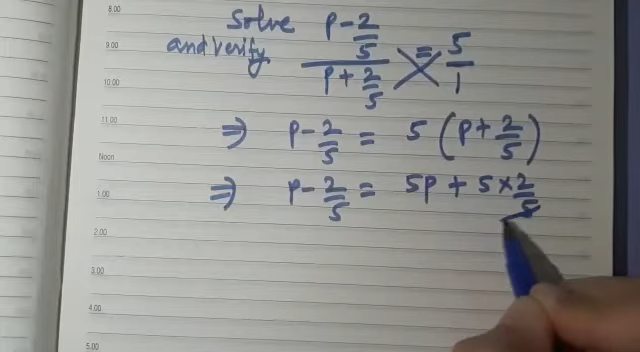 8.00
Solve p - 2/5
9.00 and verify = 5/1
p + 2/5
10.00
11.00 ⇒ p - 2/5 = 5 (p + 2/5)
Noon
1.00 ⇒ p - 2/5 = 5p + 5 × 2/5
2.00
3.00
4.00
5.00